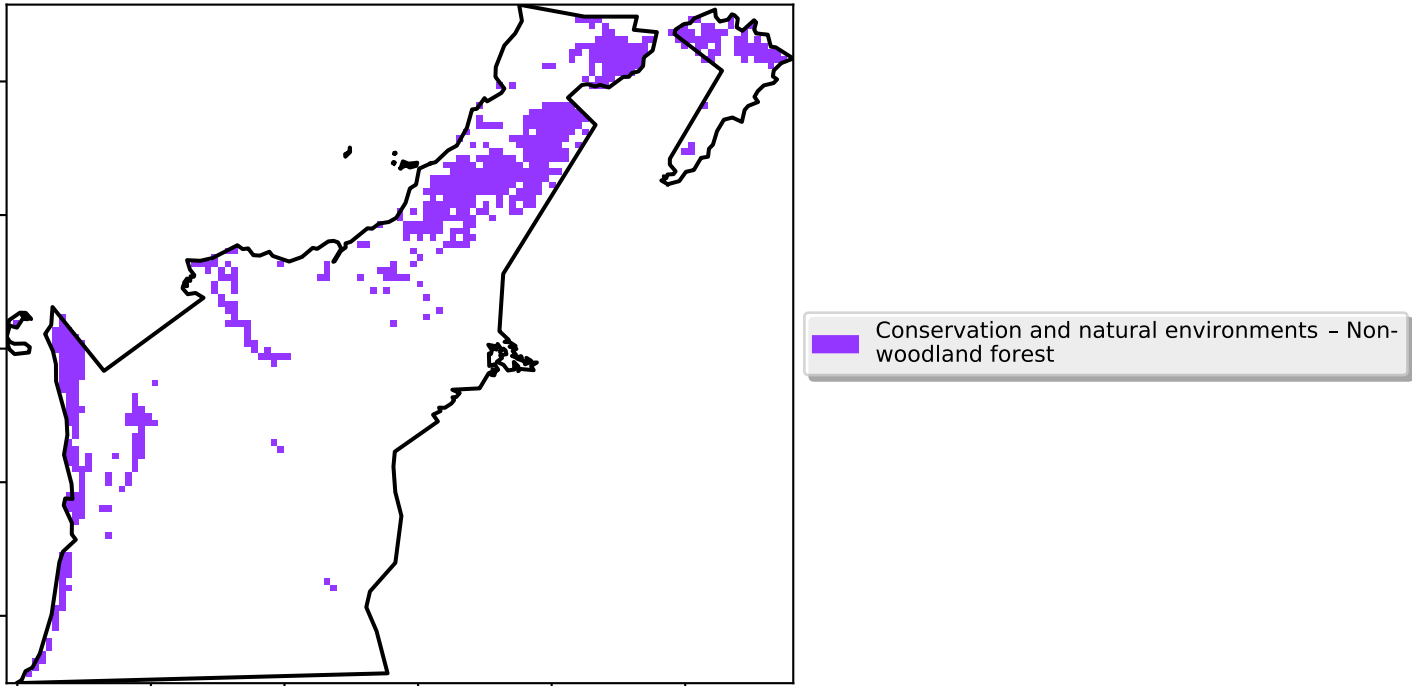 Conservation and natural environments – Non-
woodland forest